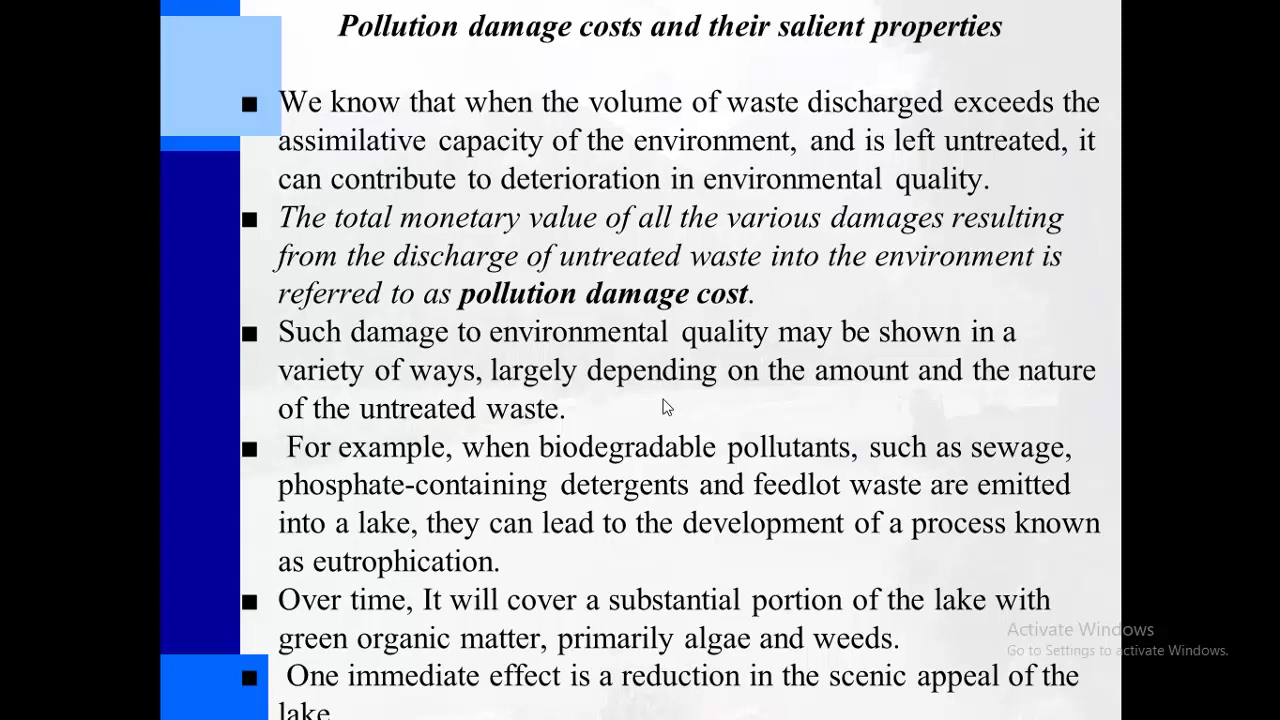 Pollution damage costs and their salient properties
■ We know that when the volume of waste discharged exceeds the
assimilative capacity of the environment, and is left untreated, it
can contribute to deterioration in environmental quality.
■ The total monetary value of all the various damages resulting
from the discharge of untreated waste into the environment is
referred to as pollution damage cost.
■ Such damage to environmental quality may be shown in a
variety of ways, largely depending on the amount and the nature
of the untreated waste.
■ For example, when biodegradable pollutants, such as sewage,
phosphate-containing detergents and feedlot waste are emitted
into a lake, they can lead to the development of a process known
as eutrophication.
■ Over time, It will cover a substantial portion of the lake with
green organic matter, primarily algae and weeds.
■ One immediate effect is a reduction in the scenic appeal of the
lake
Activate Windows
Go to Settings to activate Windows.